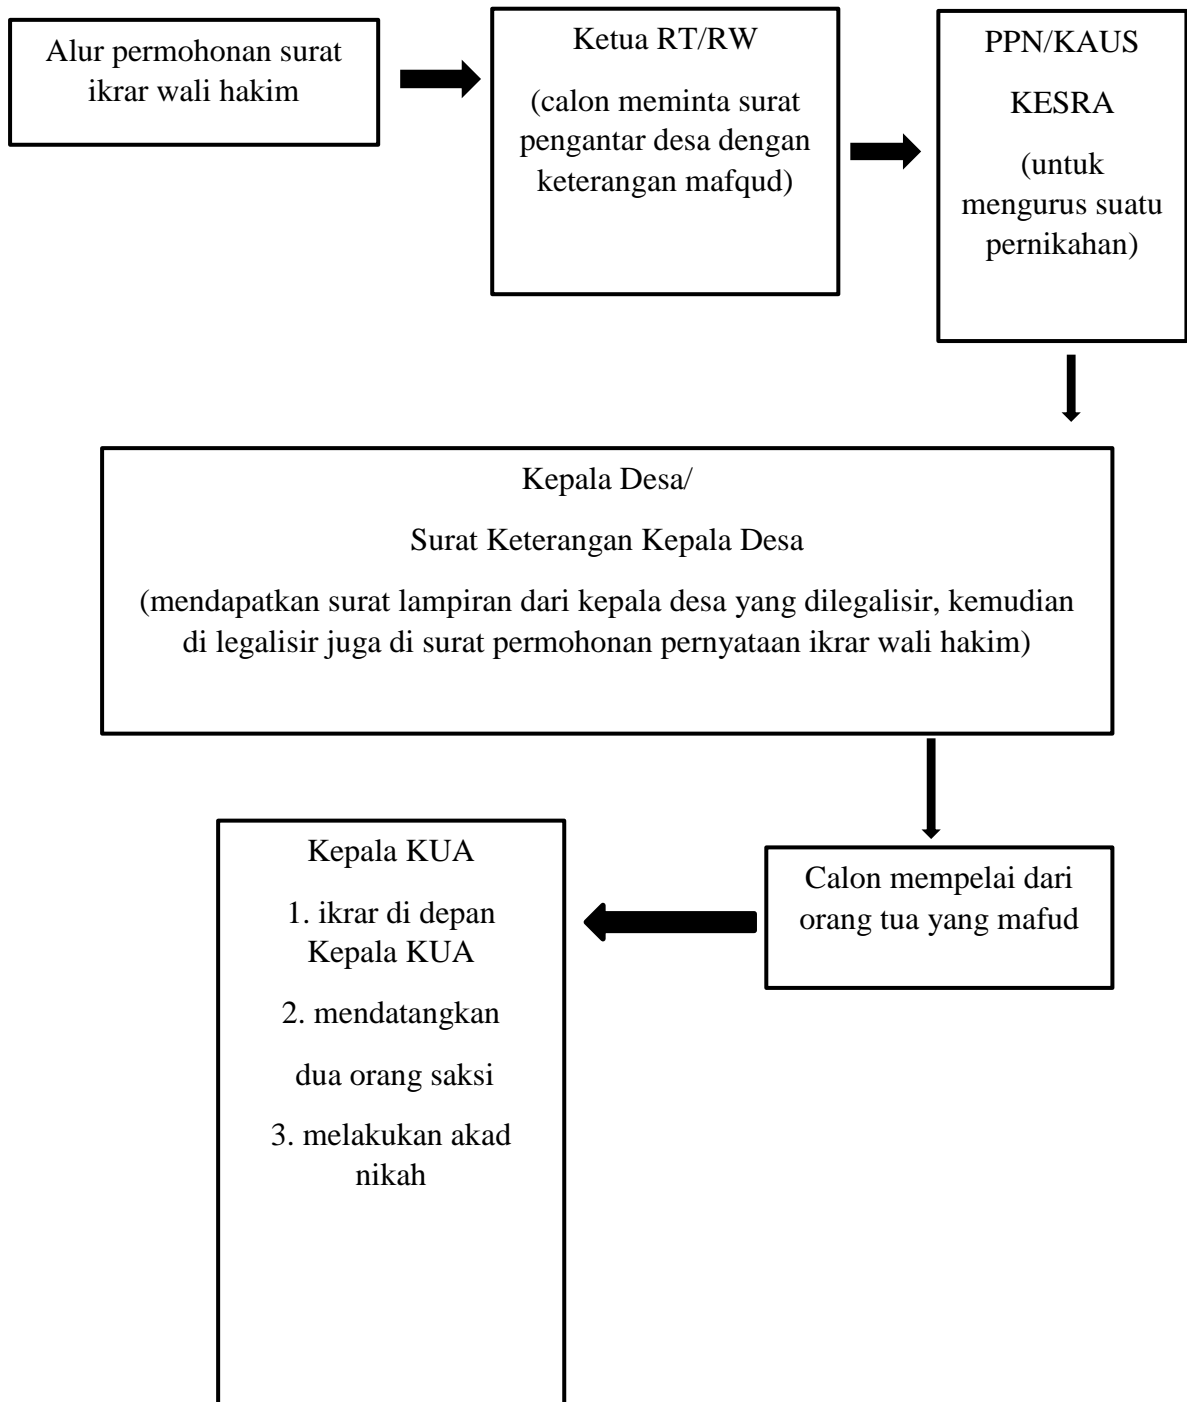 Alur permohonan surat
ikrar wali hakim
Ketua RT/RW
(calon meminta surat
pengantar desa dengan
keterangan mafqud)
PPN/KAUS
KESRA
(untuk
mengurus suatu
pernikahan)
Kepala Desa/
Surat Keterangan Kepala Desa
(mendapatkan surat lampiran dari kepala desa yang dilegalisir, kemudian
di legalisir juga di surat permohonan pernyataan ikrar wali hakim)
Calon mempelai dari
orang tua yang mafud
Kepala KUA
1. ikrar di depan
Kepala KUA
2. mendatangkan
dua orang saksi
3. melakukan akad
nikah